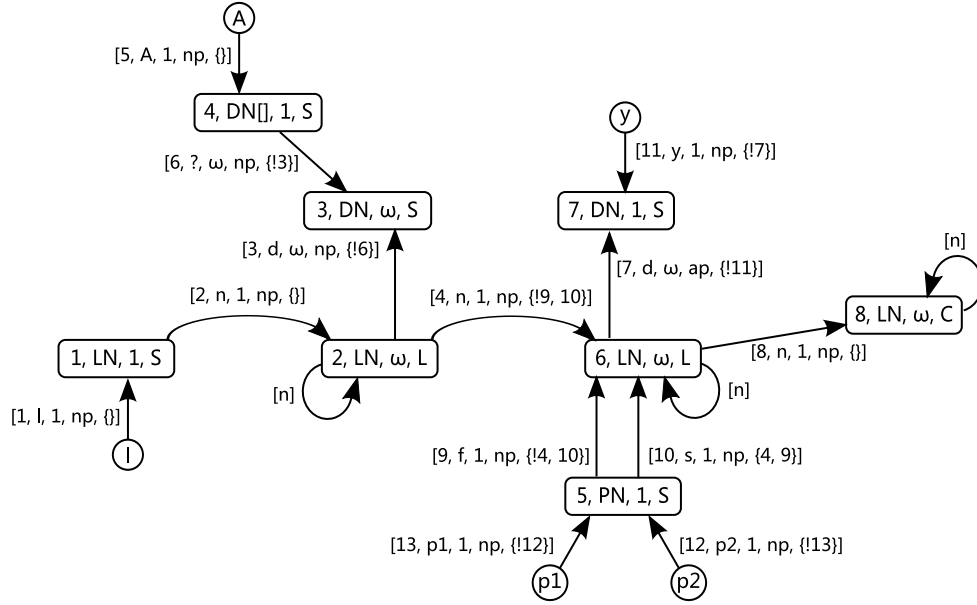 A
[5, A, 1, np, {}]
4, DN[], 1, S
y
[6, ?, ω, np, {!3}]
[11, y, 1, np, {!7}]
3, DN, ω, S
7, DN, 1, S
[3, d, ω, np, {!6}]
[7, d, ω, ap, {!11}]
[n]
[2, n, 1, np, {}]
[4, n, 1, np, {!9, 10}]
8, LN, ω, C
1, LN, 1, S
2, LN, ω, L
6, LN, ω, L
[8, n, 1, np, {}]
[n]
[n]
[1, l, 1, np, {}]
l
[9, f, 1, np, {!4, 10}]
[10, s, 1, np, {4, 9}]
5, PN, 1, S
[13, p1, 1, np, {!12}]
[12, p2, 1, np, {!13}]
p1
p2